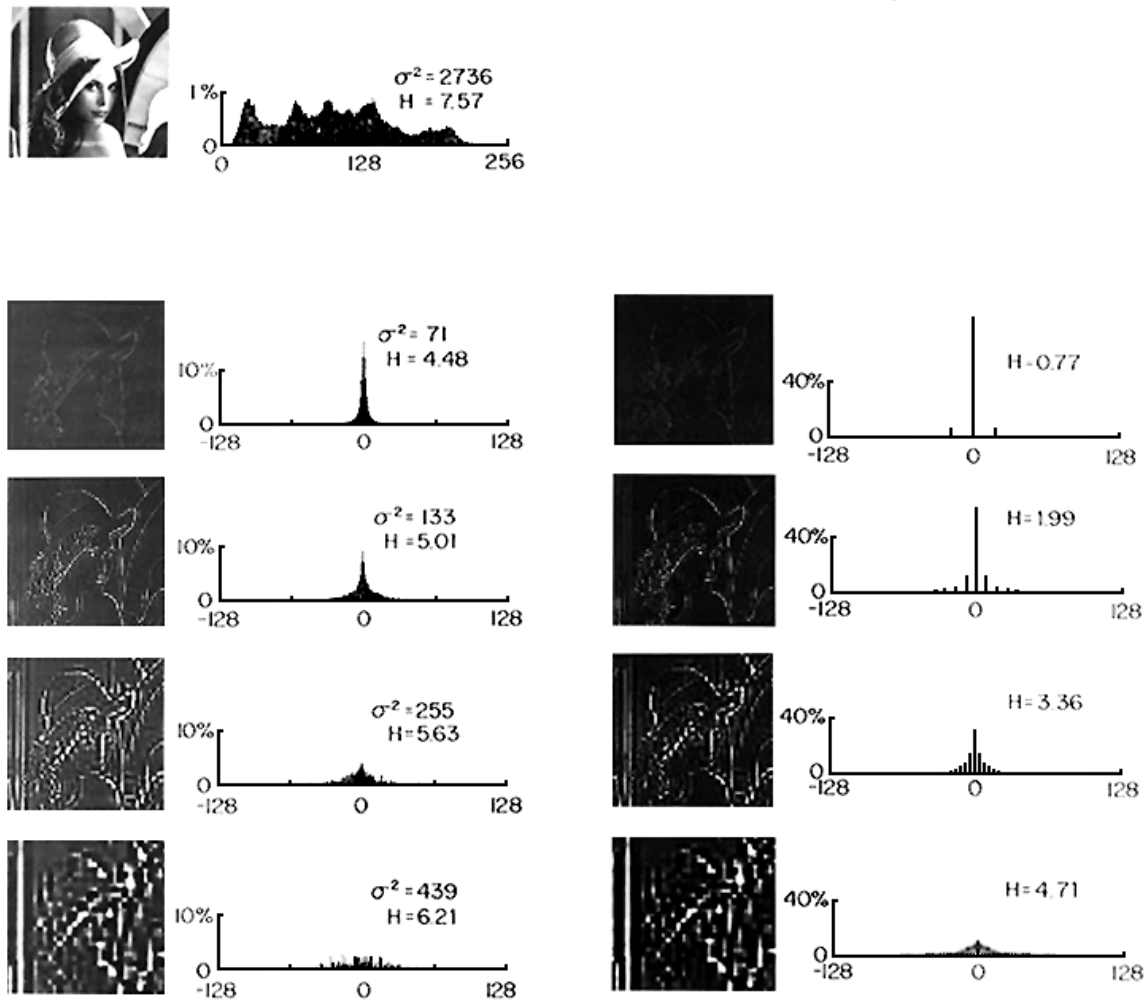 σ² = 2736
1%
H = 7.57
0
0 128 256
σ² = 71
H = 4.48
10%
0
-128 0 128
H = 0.77
40%
0
-128 0 128
σ² = 133
H = 5.01
10%
0
-128 0 128
H = 1.99
40%
0
-128 0 128
σ² = 255
H = 5.63
10%
0
-128 0 128
H = 3.36
40%
0
-128 0 128
σ² = 439
H = 6.21
10%
0
-128 0 128
H = 4.71
40%
0
-128 0 128